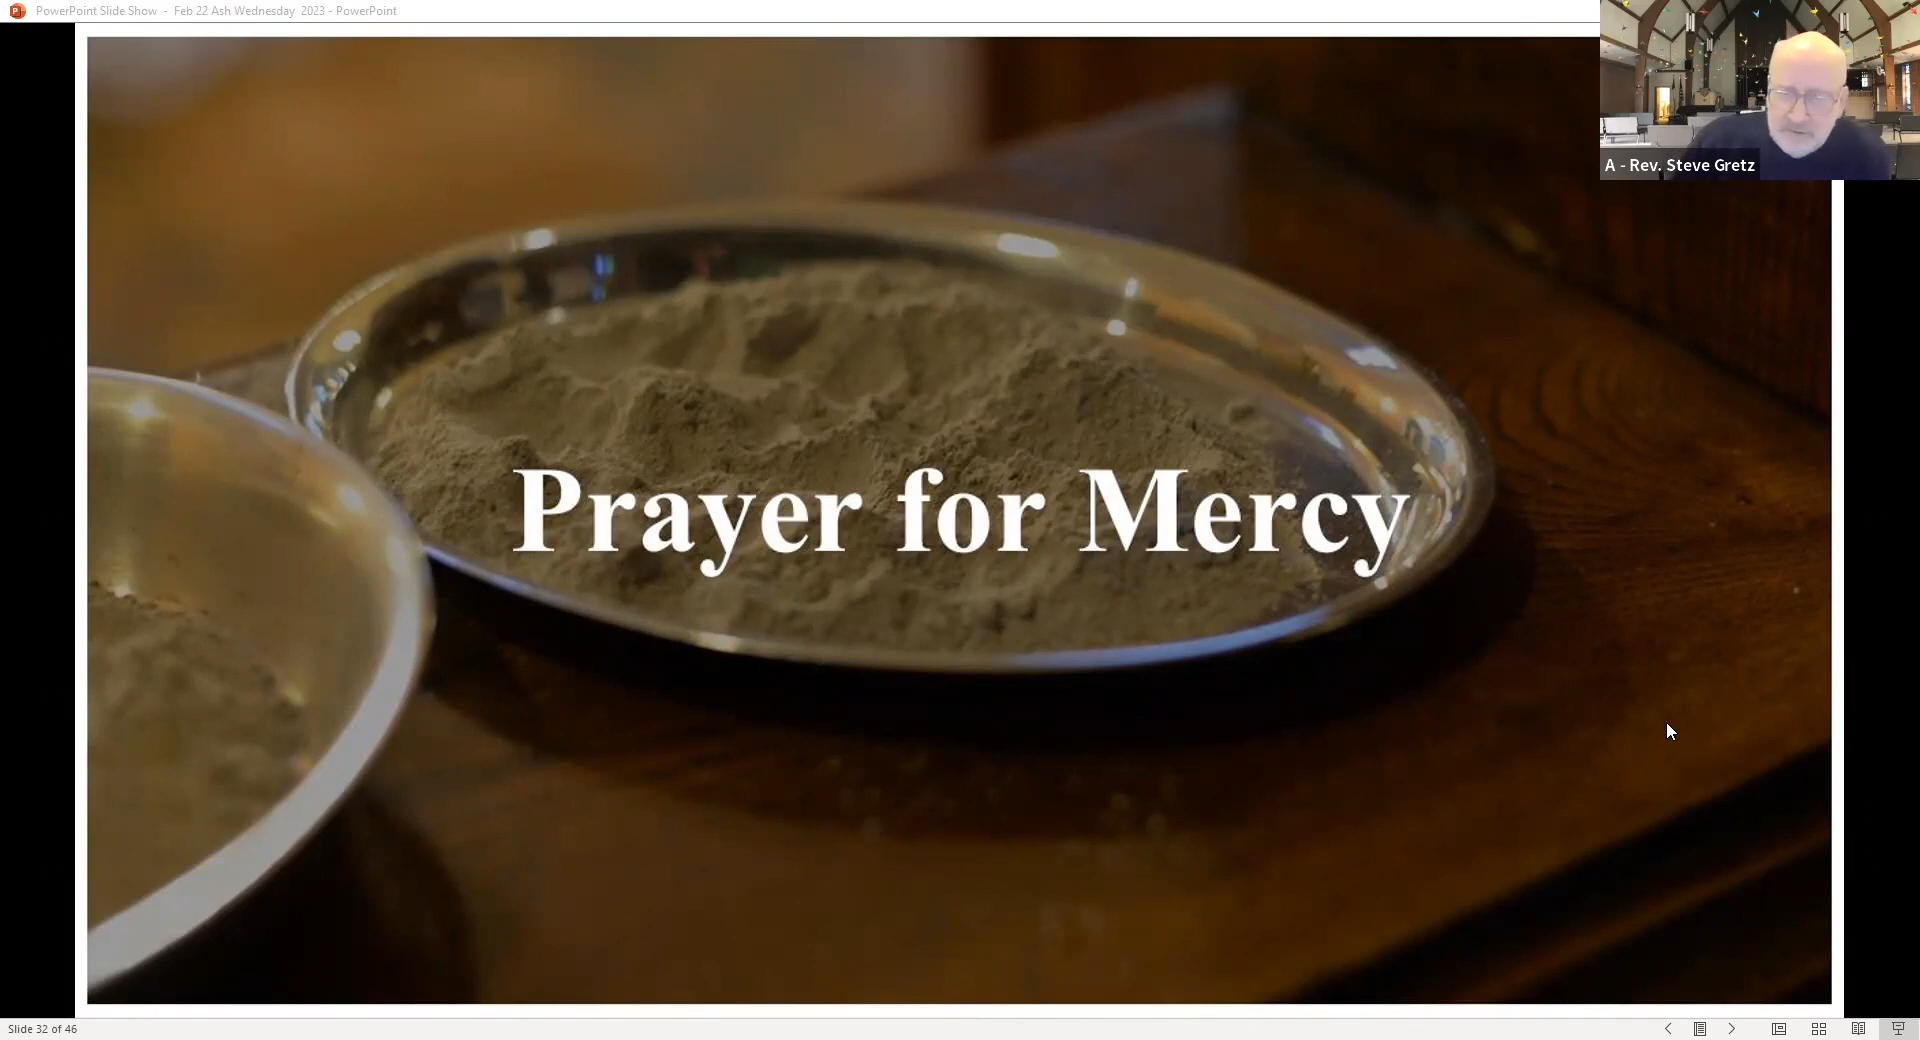 PowerPoint Slide Show - Feb 22 Ash Wednesday 2023 - PowerPoint
A - Rev. Steve Gretz
Prayer for Mercy
Slide 32 of 46